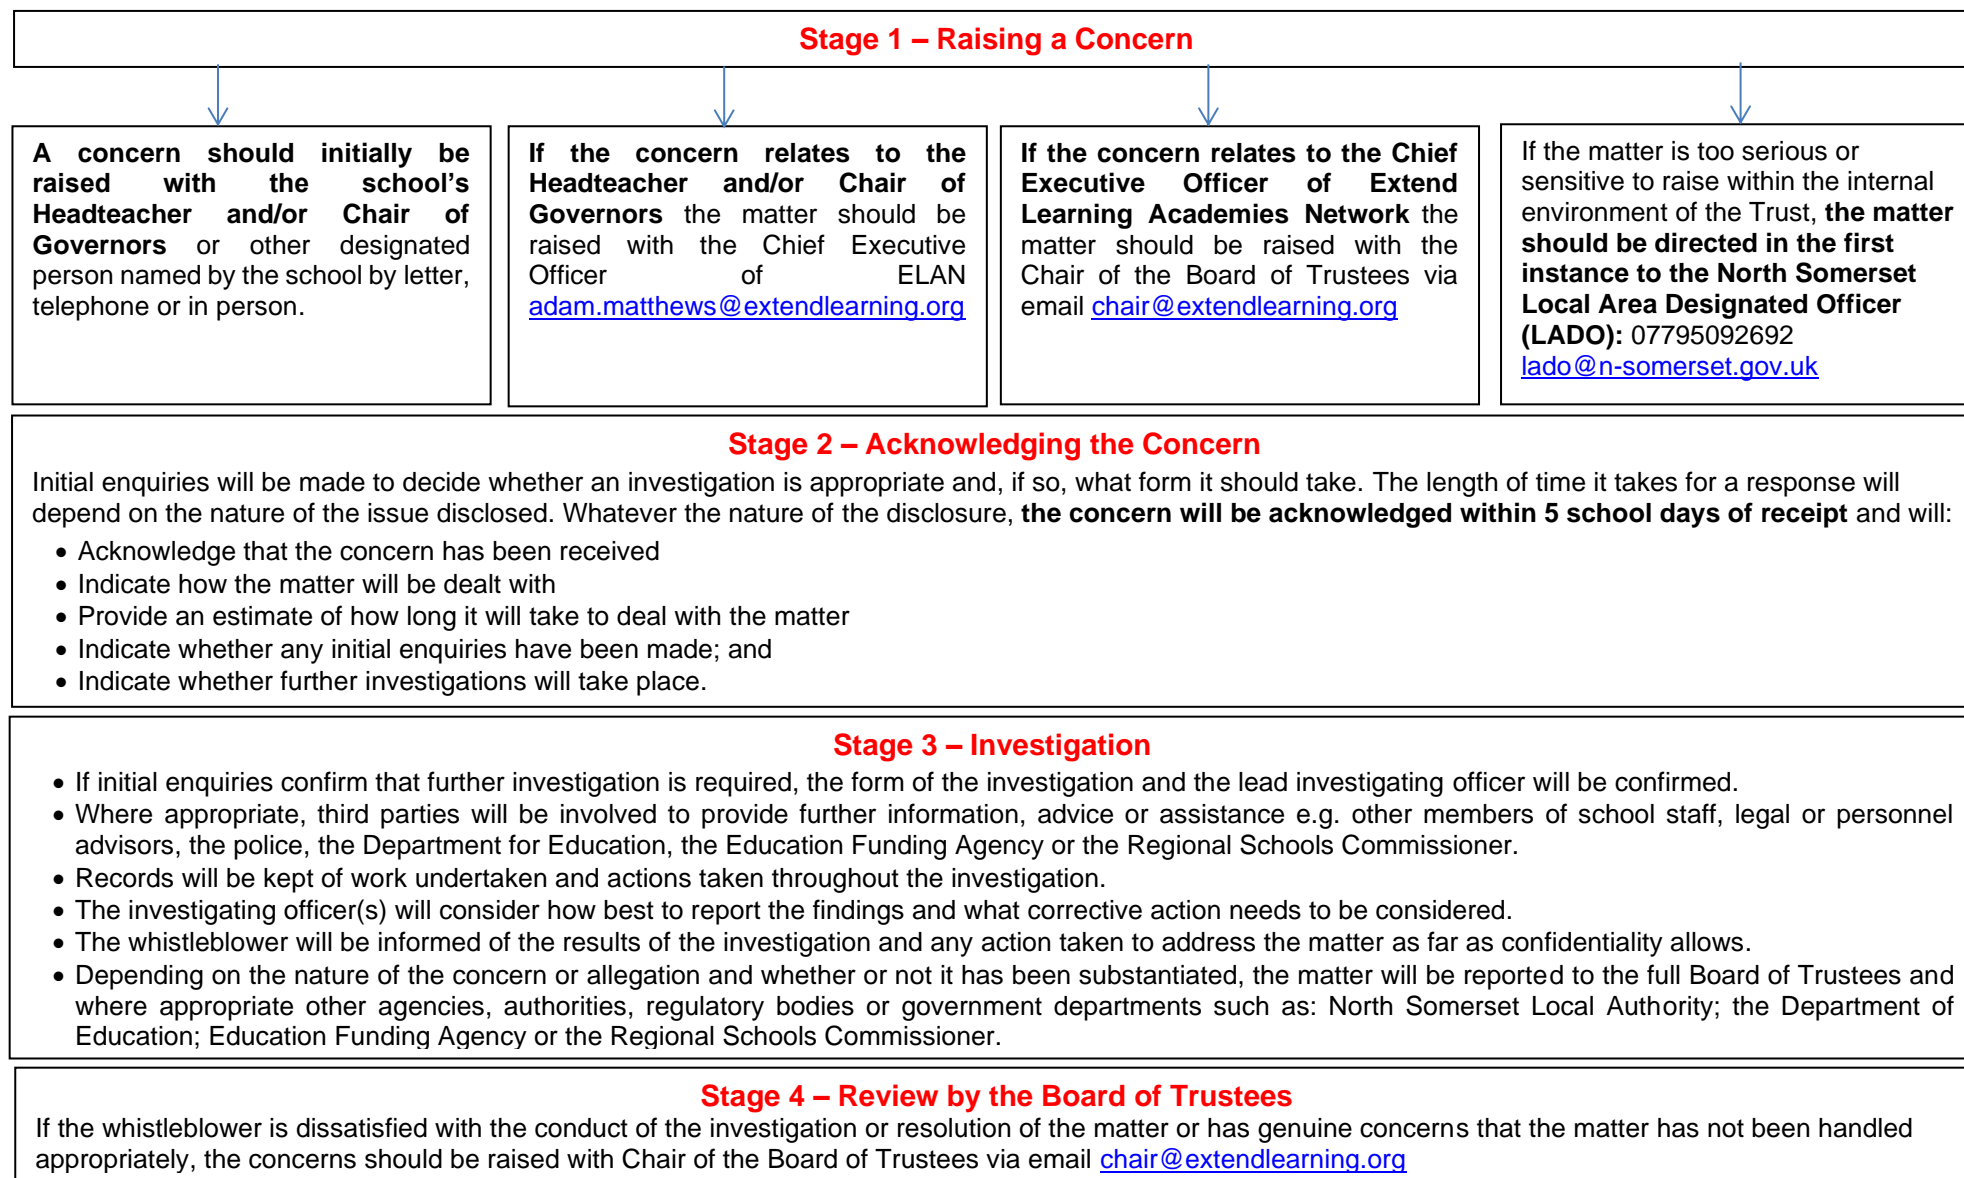 Stage 1 – Raising a Concern
A concern should initially be
raised with the school's
Headteacher and/or Chair of
Governors or other designated
person named by the school by letter,
telephone or in person.
If the concern relates to the
Headteacher and/or Chair of
Governors the matter should be
raised with the Chief Executive
Officer of ELAN
adam.matthews@extendlearning.org
If the concern relates to the Chief
Executive Officer of Extend
Learning Academies Network the
matter should be raised with the
Chair of the Board of Trustees via
email chair@extendlearning.org
If the matter is too serious or
sensitive to raise within the internal
environment of the Trust, the matter
should be directed in the first
instance to the North Somerset
Local Area Designated Officer
(LADO): 07795092692
lado@n-somerset.gov.uk
Stage 2 – Acknowledging the Concern
Initial enquiries will be made to decide whether an investigation is appropriate and, if so, what form it should take. The length of time it takes for a response will
depend on the nature of the issue disclosed. Whatever the nature of the disclosure, the concern will be acknowledged within 5 school days of receipt and will:
• Acknowledge that the concern has been received
• Indicate how the matter will be dealt with
• Provide an estimate of how long it will take to deal with the matter
• Indicate whether any initial enquiries have been made; and
• Indicate whether further investigations will take place.
Stage 3 – Investigation
• If initial enquiries confirm that further investigation is required, the form of the investigation and the lead investigating officer will be confirmed.
• Where appropriate, third parties will be involved to provide further information, advice or assistance e.g. other members of school staff, legal or personnel
advisors, the police, the Department for Education, the Education Funding Agency or the Regional Schools Commissioner.
• Records will be kept of work undertaken and actions taken throughout the investigation.
• The investigating officer(s) will consider how best to report the findings and what corrective action needs to be considered.
• The whistleblower will be informed of the results of the investigation and any action taken to address the matter as far as confidentiality allows.
• Depending on the nature of the concern or allegation and whether or not it has been substantiated, the matter will be reported to the full Board of Trustees and
where appropriate other agencies, authorities, regulatory bodies or government departments such as: North Somerset Local Authority; the Department of
Education; Education Funding Agency or the Regional Schools Commissioner.
Stage 4 – Review by the Board of Trustees
If the whistleblower is dissatisfied with the conduct of the investigation or resolution of the matter or has genuine concerns that the matter has not been handled
appropriately, the concerns should be raised with Chair of the Board of Trustees via email chair@extendlearning.org